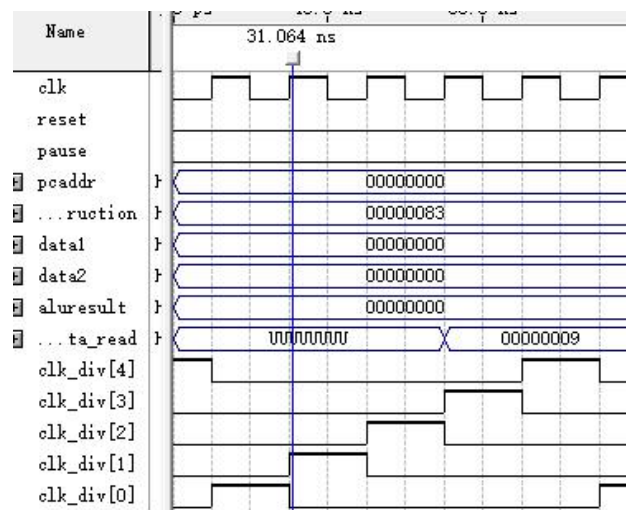 Name
31.064 ns
clk
reset
pause
pcaddr
00000000
...ruction
00000083
data1
00000000
data2
00000000
aluresult
00000000
...ta_read
UUUUUUUU
00000009
clk_div[4]
clk_div[3]
clk_div[2]
clk_div[1]
clk_div[0]